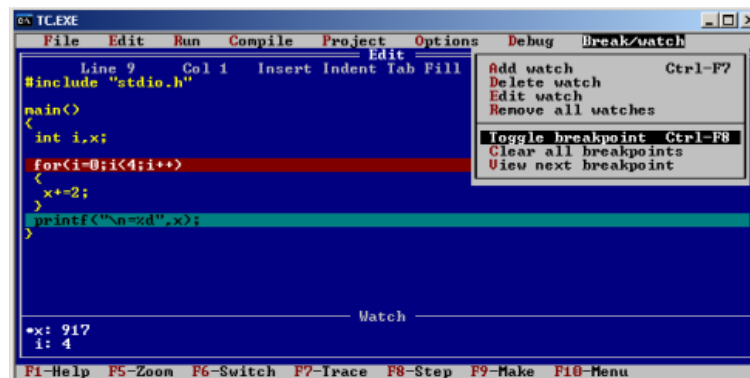 TC.EXE
File Edit Run Compile Project Options Debug Break/watch
Edit
Line 9 Col 1 Insert Indent Tab Fill
Add watch Ctrl-F7
Delete watch
Edit watch
Remove all watches
Toggle breakpoint Ctrl-F8
Clear all breakpoints
View next breakpoint
#include "stdio.h"
main()
{
int i,x;
for(i=0;i<4;i++)
{
x+=2;
}
printf("\n=%d",x);
}
Watch
•x: 917
i: 4
F1-Help F5-Zoom F6-Switch F7-Trace F8-Step F9-Make F10-Menu